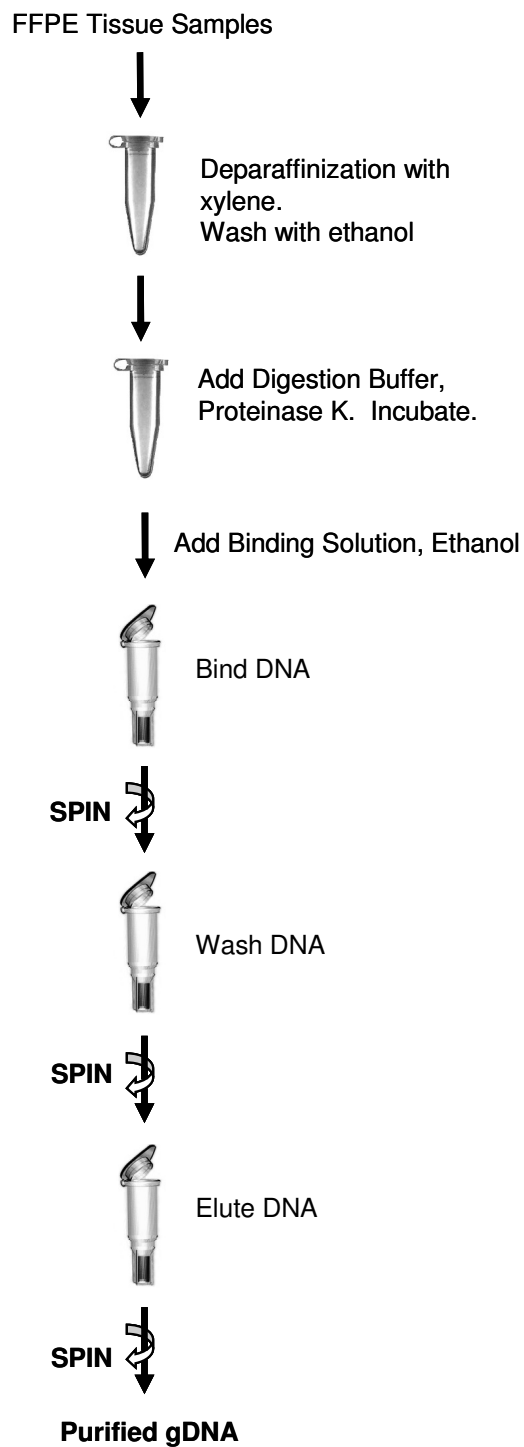 FFPE Tissue Samples
Deparaffinization with
xylene.
Wash with ethanol
Add Digestion Buffer,
Proteinase K.  Incubate.
Add Binding Solution, Ethanol
Bind DNA
SPIN
Wash DNA
SPIN
Elute DNA
SPIN
Purified gDNA